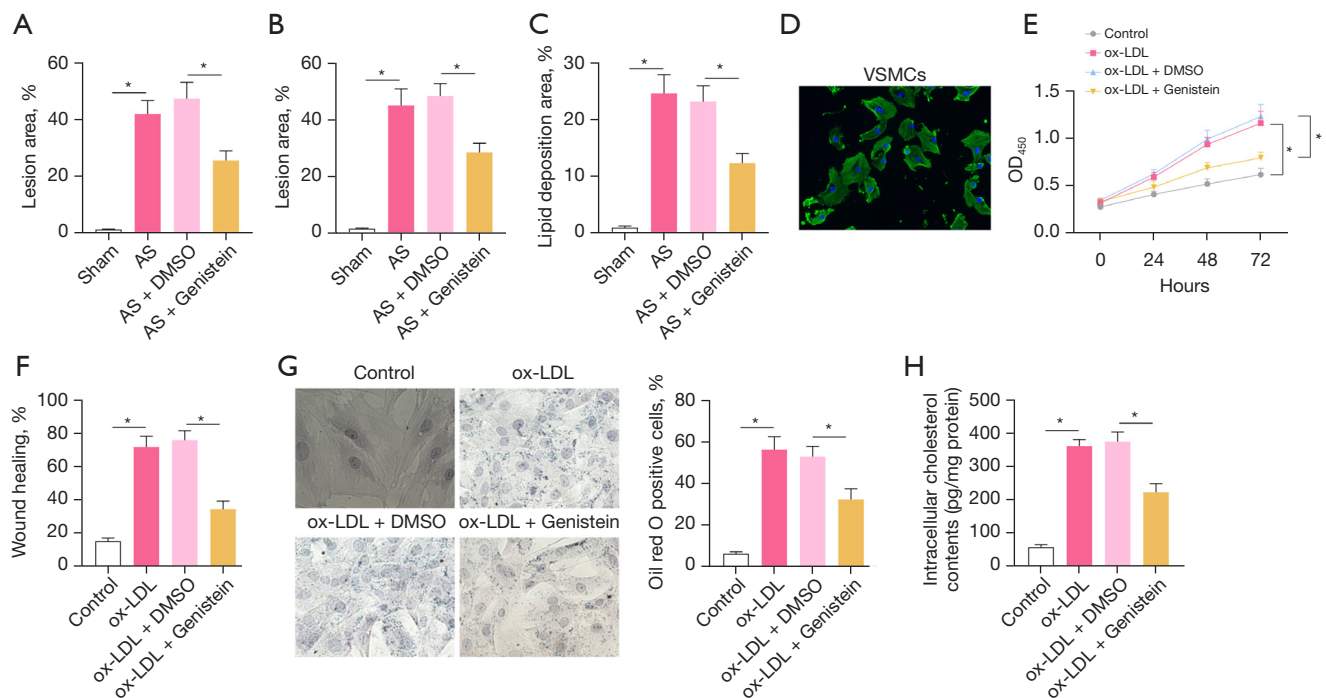 A
Lesion area, %
60
40
20
0
*
*
Sham
AS
AS + DMSO
AS + Genistein
B
Lesion area, %
60
40
20
0
*
*
Sham
AS
AS + DMSO
AS + Genistein
C
Lipid deposition area, %
30
20
10
0
*
*
Sham
AS
AS + DMSO
AS + Genistein
D
VSMCs
E
Control
ox-LDL
ox-LDL + DMSO
ox-LDL + Genistein
OD450
1.5
1.0
0.5
0.0
*
*
0 24 48 72
Hours
F
Wound healing, %
100
80
60
40
20
0
*
*
Control
ox-LDL
ox-LDL + DMSO
ox-LDL + Genistein
G
Control
ox-LDL
ox-LDL + DMSO
ox-LDL + Genistein
Oil red O positive cells, %
80
60
40
20
0
*
*
Control
ox-LDL
ox-LDL + DMSO
ox-LDL + Genistein
H
Intracellular cholesterol
contents (pg/mg protein)
500
400
300
200
100
0
*
*
Control
ox-LDL
ox-LDL + DMSO
ox-LDL + Genistein